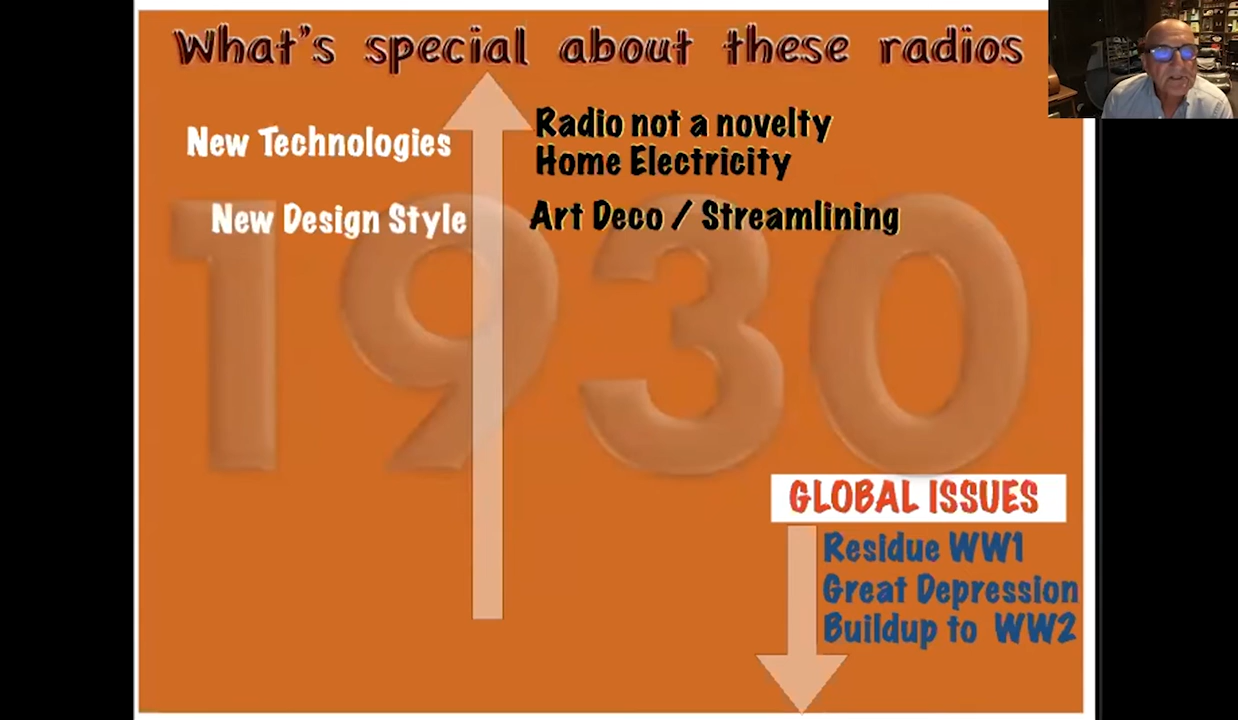 What"s special about these radios
New Technologies
Radio not a novelty
Home Electricity
New Design Style
Art Deco / Streamlining
1930
GLOBAL ISSUES
Residue WW1
Great Depression
Buildup to WW2